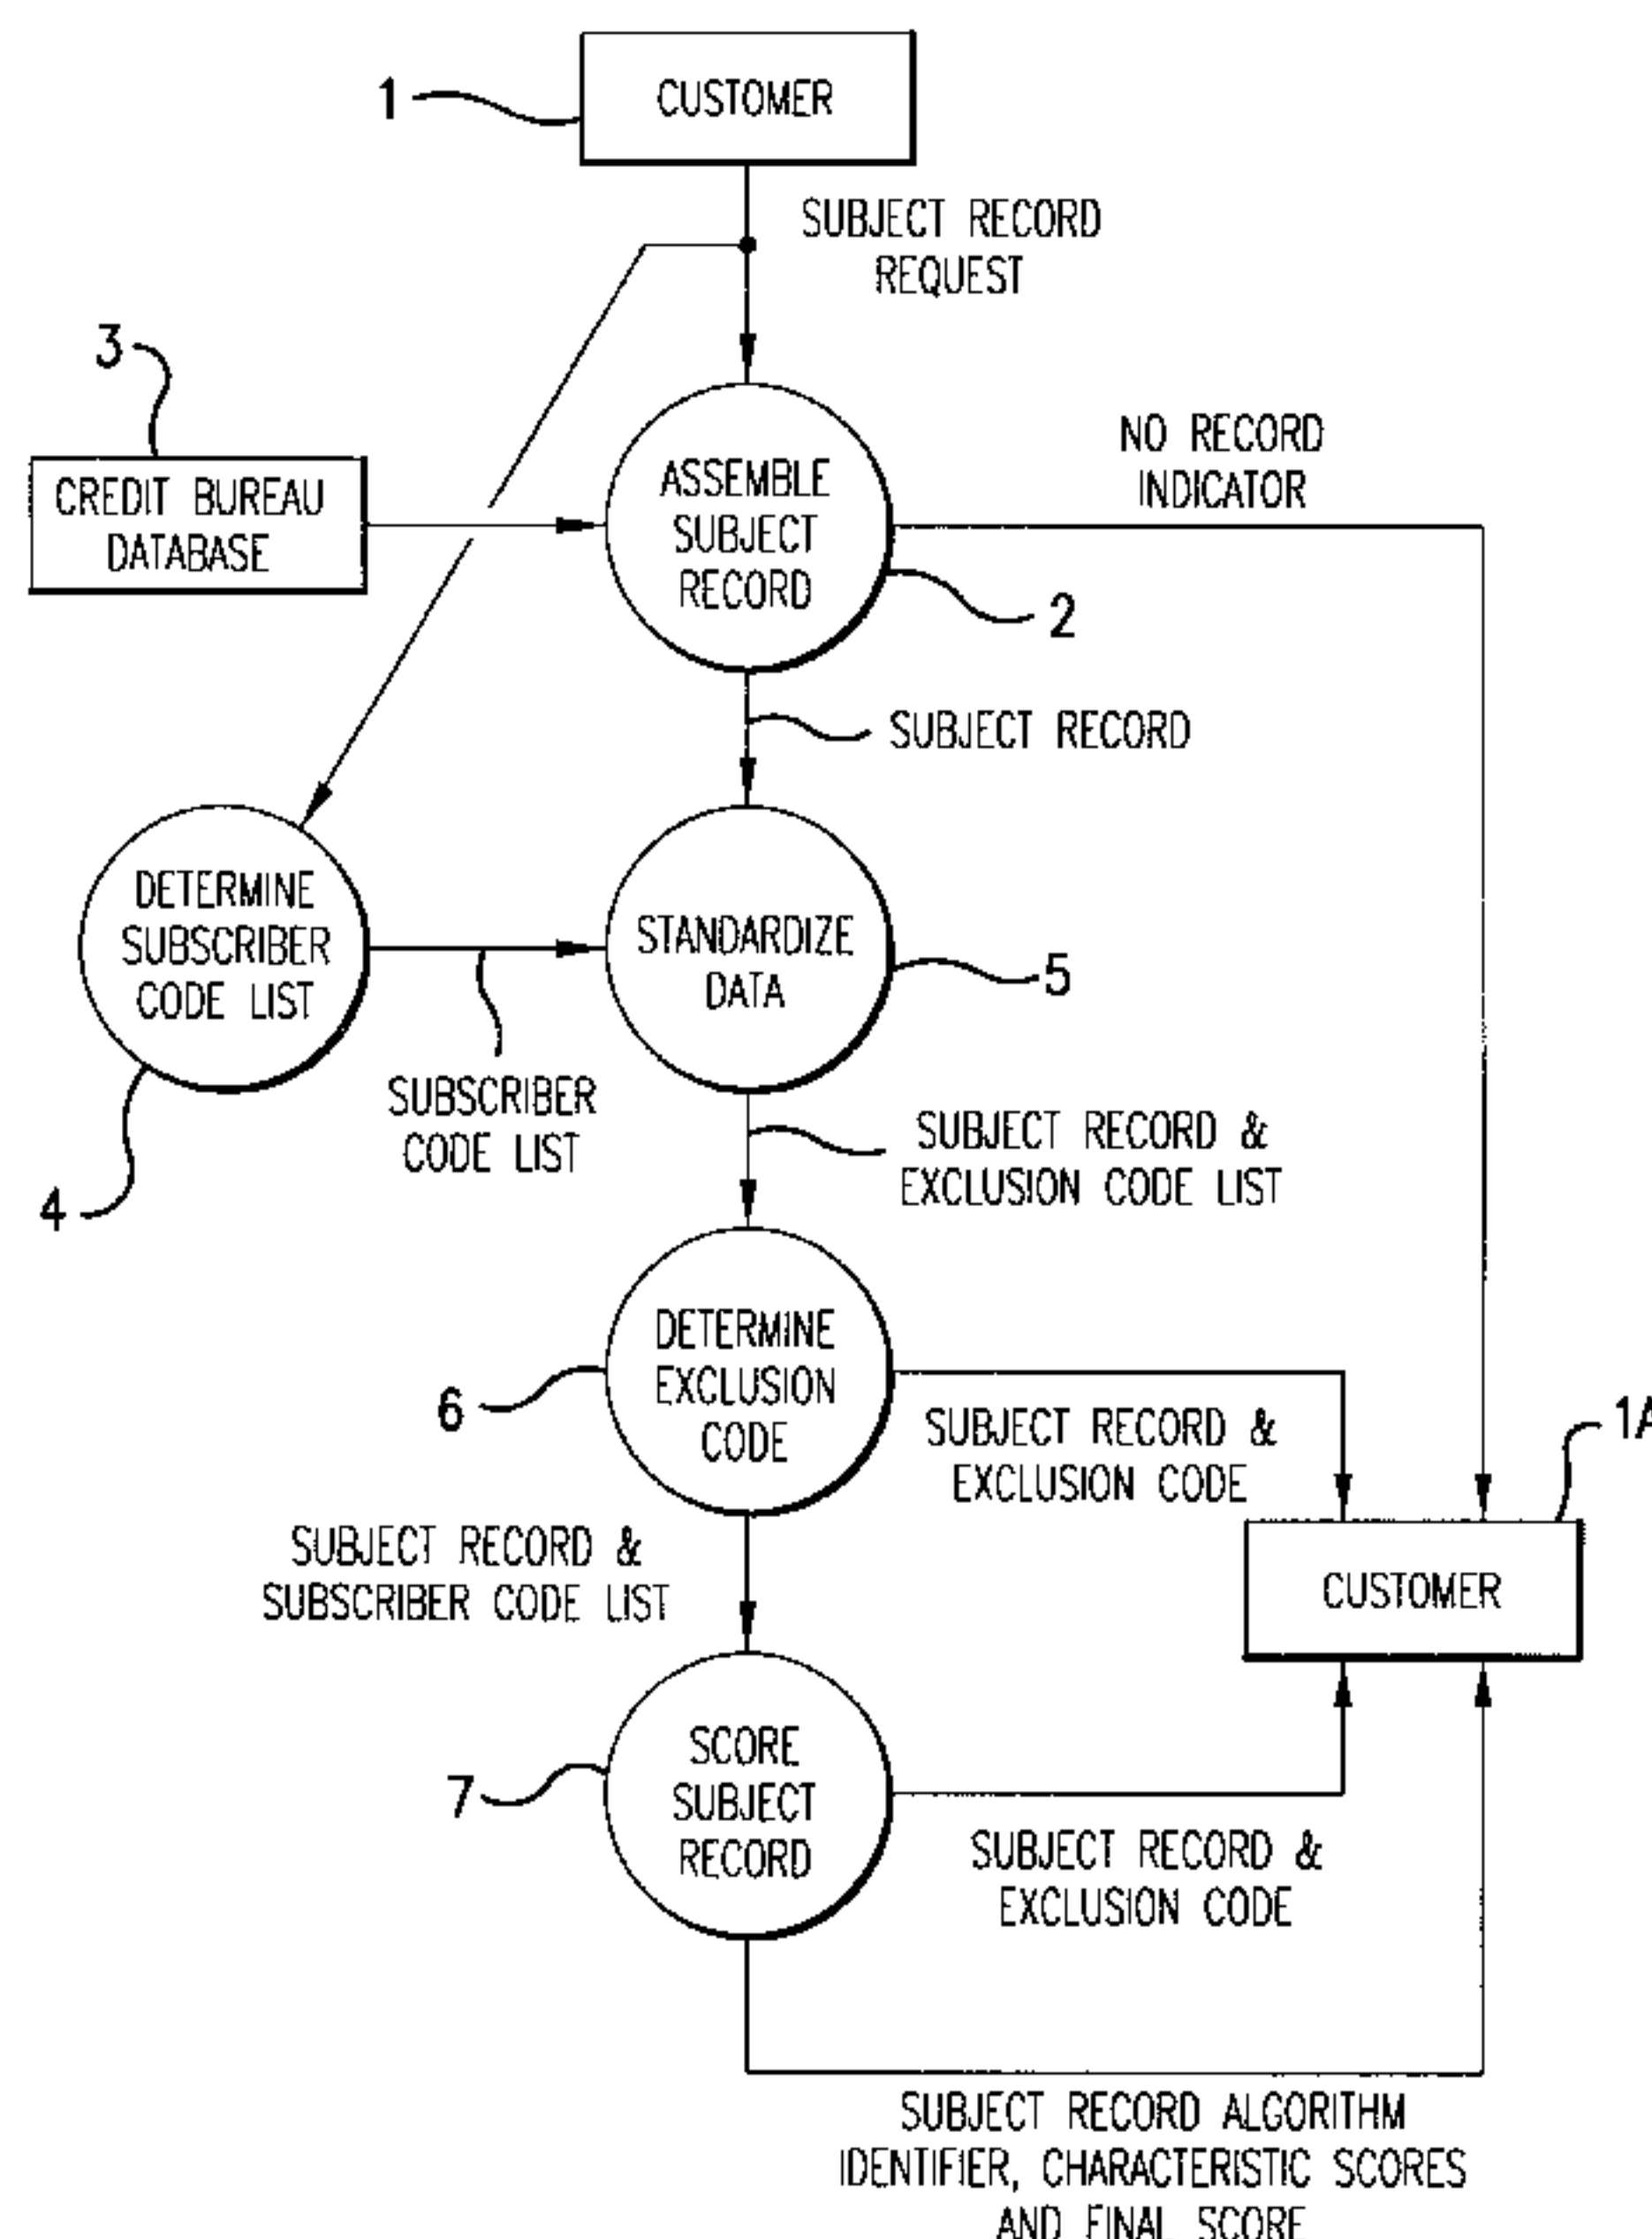 1
CUSTOMER
SUBJECT RECORD
REQUEST
3
CREDIT BUREAU
DATABASE
ASSEMBLE
SUBJECT
RECORD
NO RECORD
INDICATOR
2
SUBJECT RECORD
DETERMINE
SUBSCRIBER
CODE LIST
STANDARDIZE
DATA
5
SUBSCRIBER
CODE LIST
4
SUBJECT RECORD &
EXCLUSION CODE LIST
DETERMINE
EXCLUSION
CODE
6
SUBJECT RECORD &
EXCLUSION CODE
1A
SUBJECT RECORD &
SUBSCRIBER CODE LIST
CUSTOMER
SCORE
SUBJECT
RECORD
7
SUBJECT RECORD &
EXCLUSION CODE
SUBJECT RECORD ALGORITHM
IDENTIFIER, CHARACTERISTIC SCORES
AND FINAL SCORE